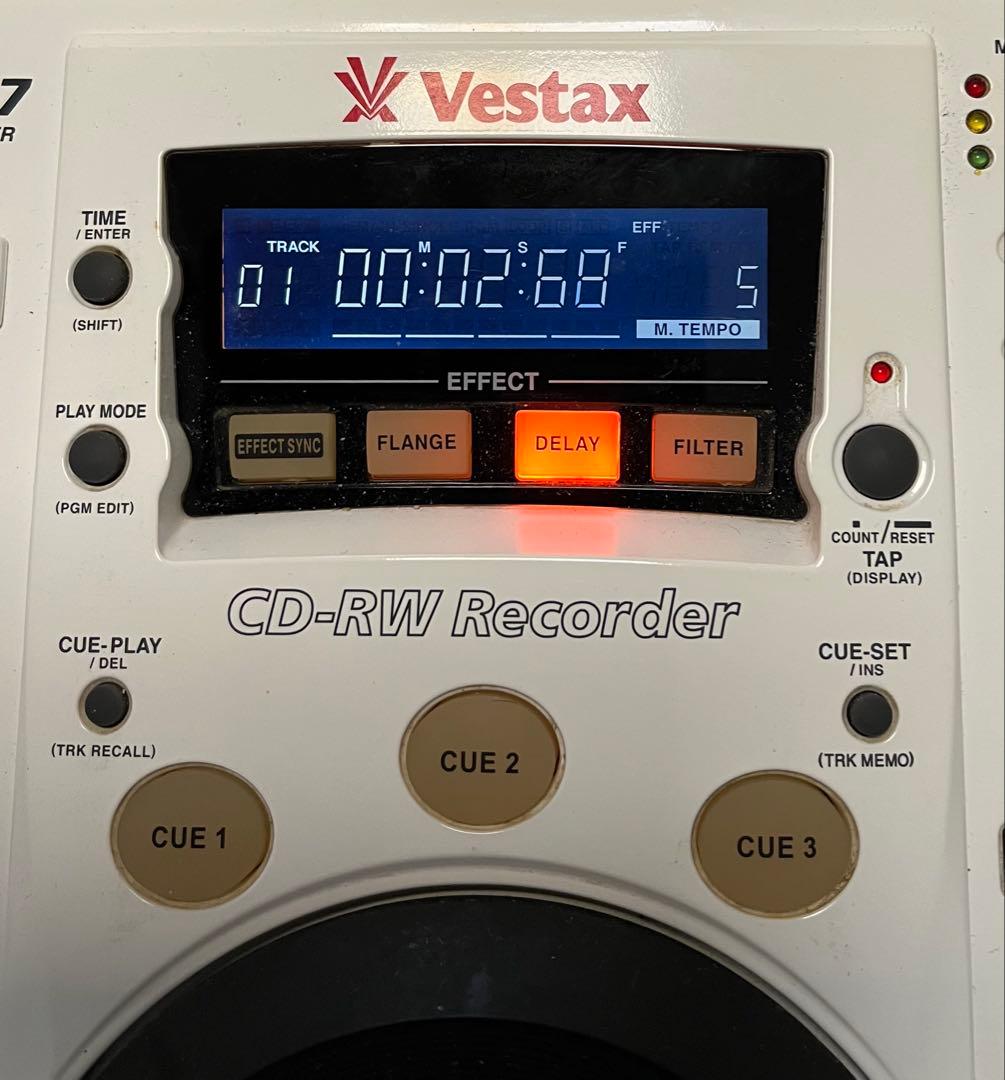 Vestax
7
R
M
TIME
/ ENTER
(SHIFT)
EFF
TRACK M S F
01 00:02:68 5
M. TEMPO
EFFECT
PLAY MODE
(PGM EDIT)
EFFECT SYNC FLANGE DELAY FILTER
COUNT/RESET
TAP
(DISPLAY)
CD-RW Recorder
CUE-PLAY
/ DEL
(TRK RECALL)
CUE-SET
/ INS
(TRK MEMO)
CUE 1
CUE 2
CUE 3